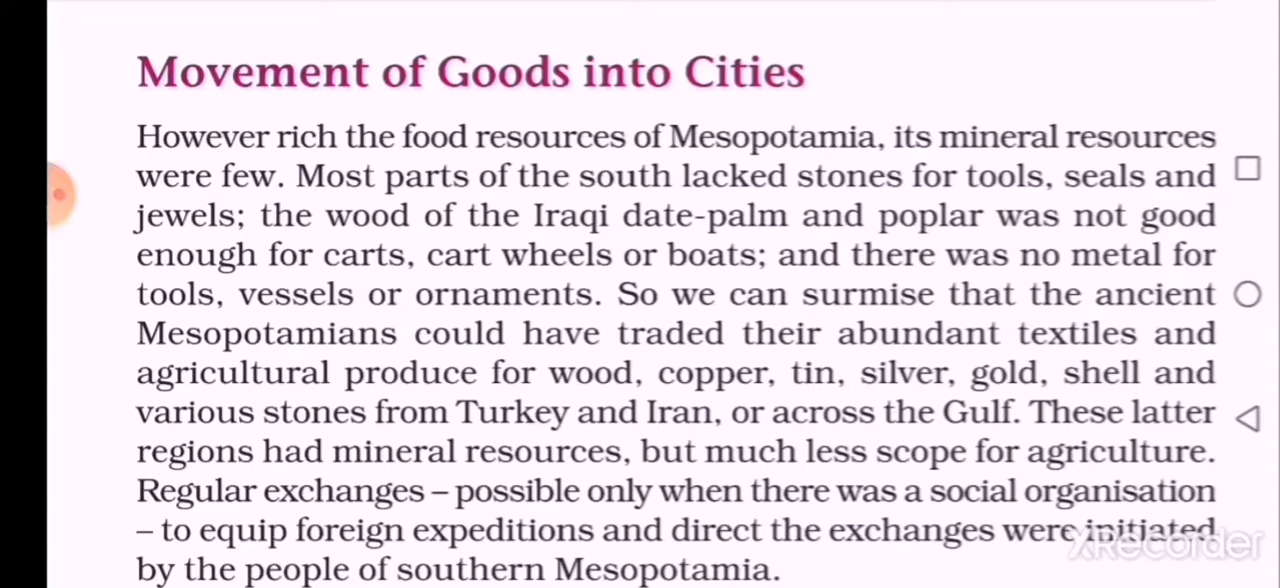 Movement of Goods into Cities
However rich the food resources of Mesopotamia, its mineral resources
were few. Most parts of the south lacked stones for tools, seals and
jewels; the wood of the Iraqi date-palm and poplar was not good
enough for carts, cart wheels or boats; and there was no metal for
tools, vessels or ornaments. So we can surmise that the ancient
Mesopotamians could have traded their abundant textiles and
agricultural produce for wood, copper, tin, silver, gold, shell and
various stones from Turkey and Iran, or across the Gulf. These latter
regions had mineral resources, but much less scope for agriculture.
Regular exchanges – possible only when there was a social organisation
– to equip foreign expeditions and direct the exchanges were initiated
by the people of southern Mesopotamia.
XRecorder